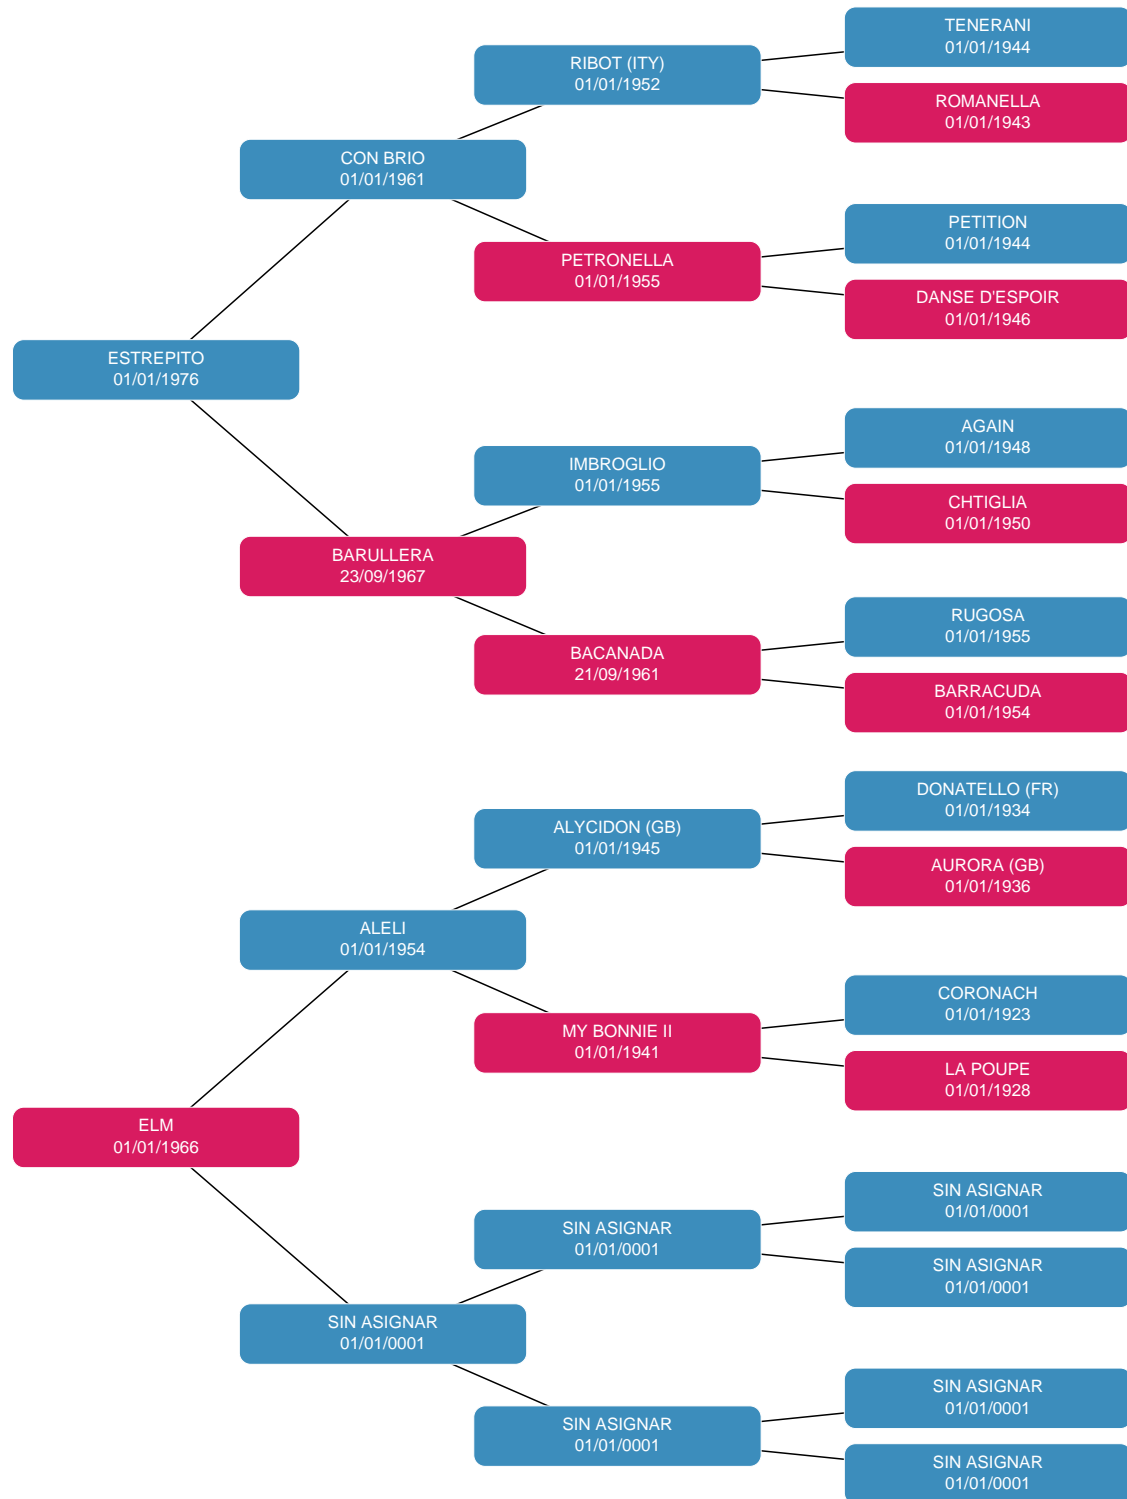 TENERANI
01/01/1944
RIBOT (ITY)
01/01/1952
ROMANELLA
01/01/1943
CON BRIO
01/01/1961
PETITION
01/01/1944
PETRONELLA
01/01/1955
DANSE D'ESPOIR
01/01/1946
ESTREPITO
01/01/1976
AGAIN
01/01/1948
IMBROGLIO
01/01/1955
CHTIGLIA
01/01/1950
BARULLERA
23/09/1967
RUGOSA
01/01/1955
BACANADA
21/09/1961
BARRACUDA
01/01/1954
DONATELLO (FR)
01/01/1934
ALYCIDON (GB)
01/01/1945
AURORA (GB)
01/01/1936
ALELI
01/01/1954
CORONACH
01/01/1923
MY BONNIE II
01/01/1941
LA POUPE
01/01/1928
ELM
01/01/1966
SIN ASIGNAR
01/01/0001
SIN ASIGNAR
01/01/0001
SIN ASIGNAR
01/01/0001
SIN ASIGNAR
01/01/0001
SIN ASIGNAR
01/01/0001
SIN ASIGNAR
01/01/0001
SIN ASIGNAR
01/01/0001